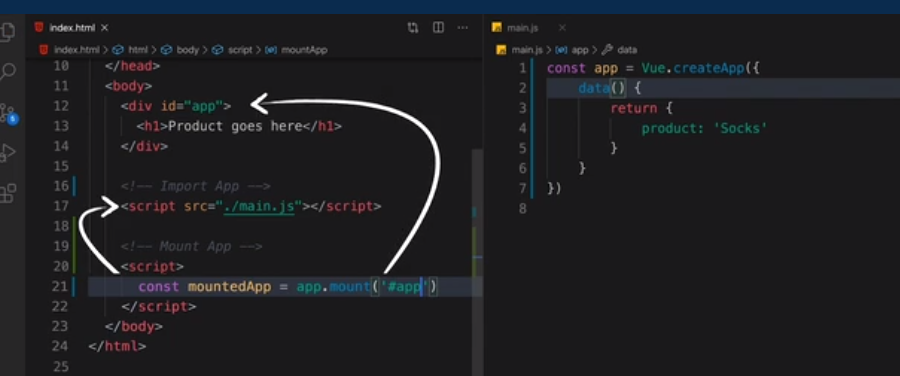 index.html
index.html > html > body > script > mountApp
10 </head>
11 <body>
12 <div id="app">
13 <h1>Product goes here</h1>
14 </div>
15
16 <!-- Import App -->
17 <script src="./main.js"></script>
18
19 <!-- Mount App -->
20 <script>
21 const mountedApp = app.mount('#app')
22 </script>
23 </body>
24 </html>
25
main.js
main.js > app > data
1 const app = Vue.createApp({
2 data() {
3 return {
4 product: 'Socks'
5 }
6 }
7 })
8